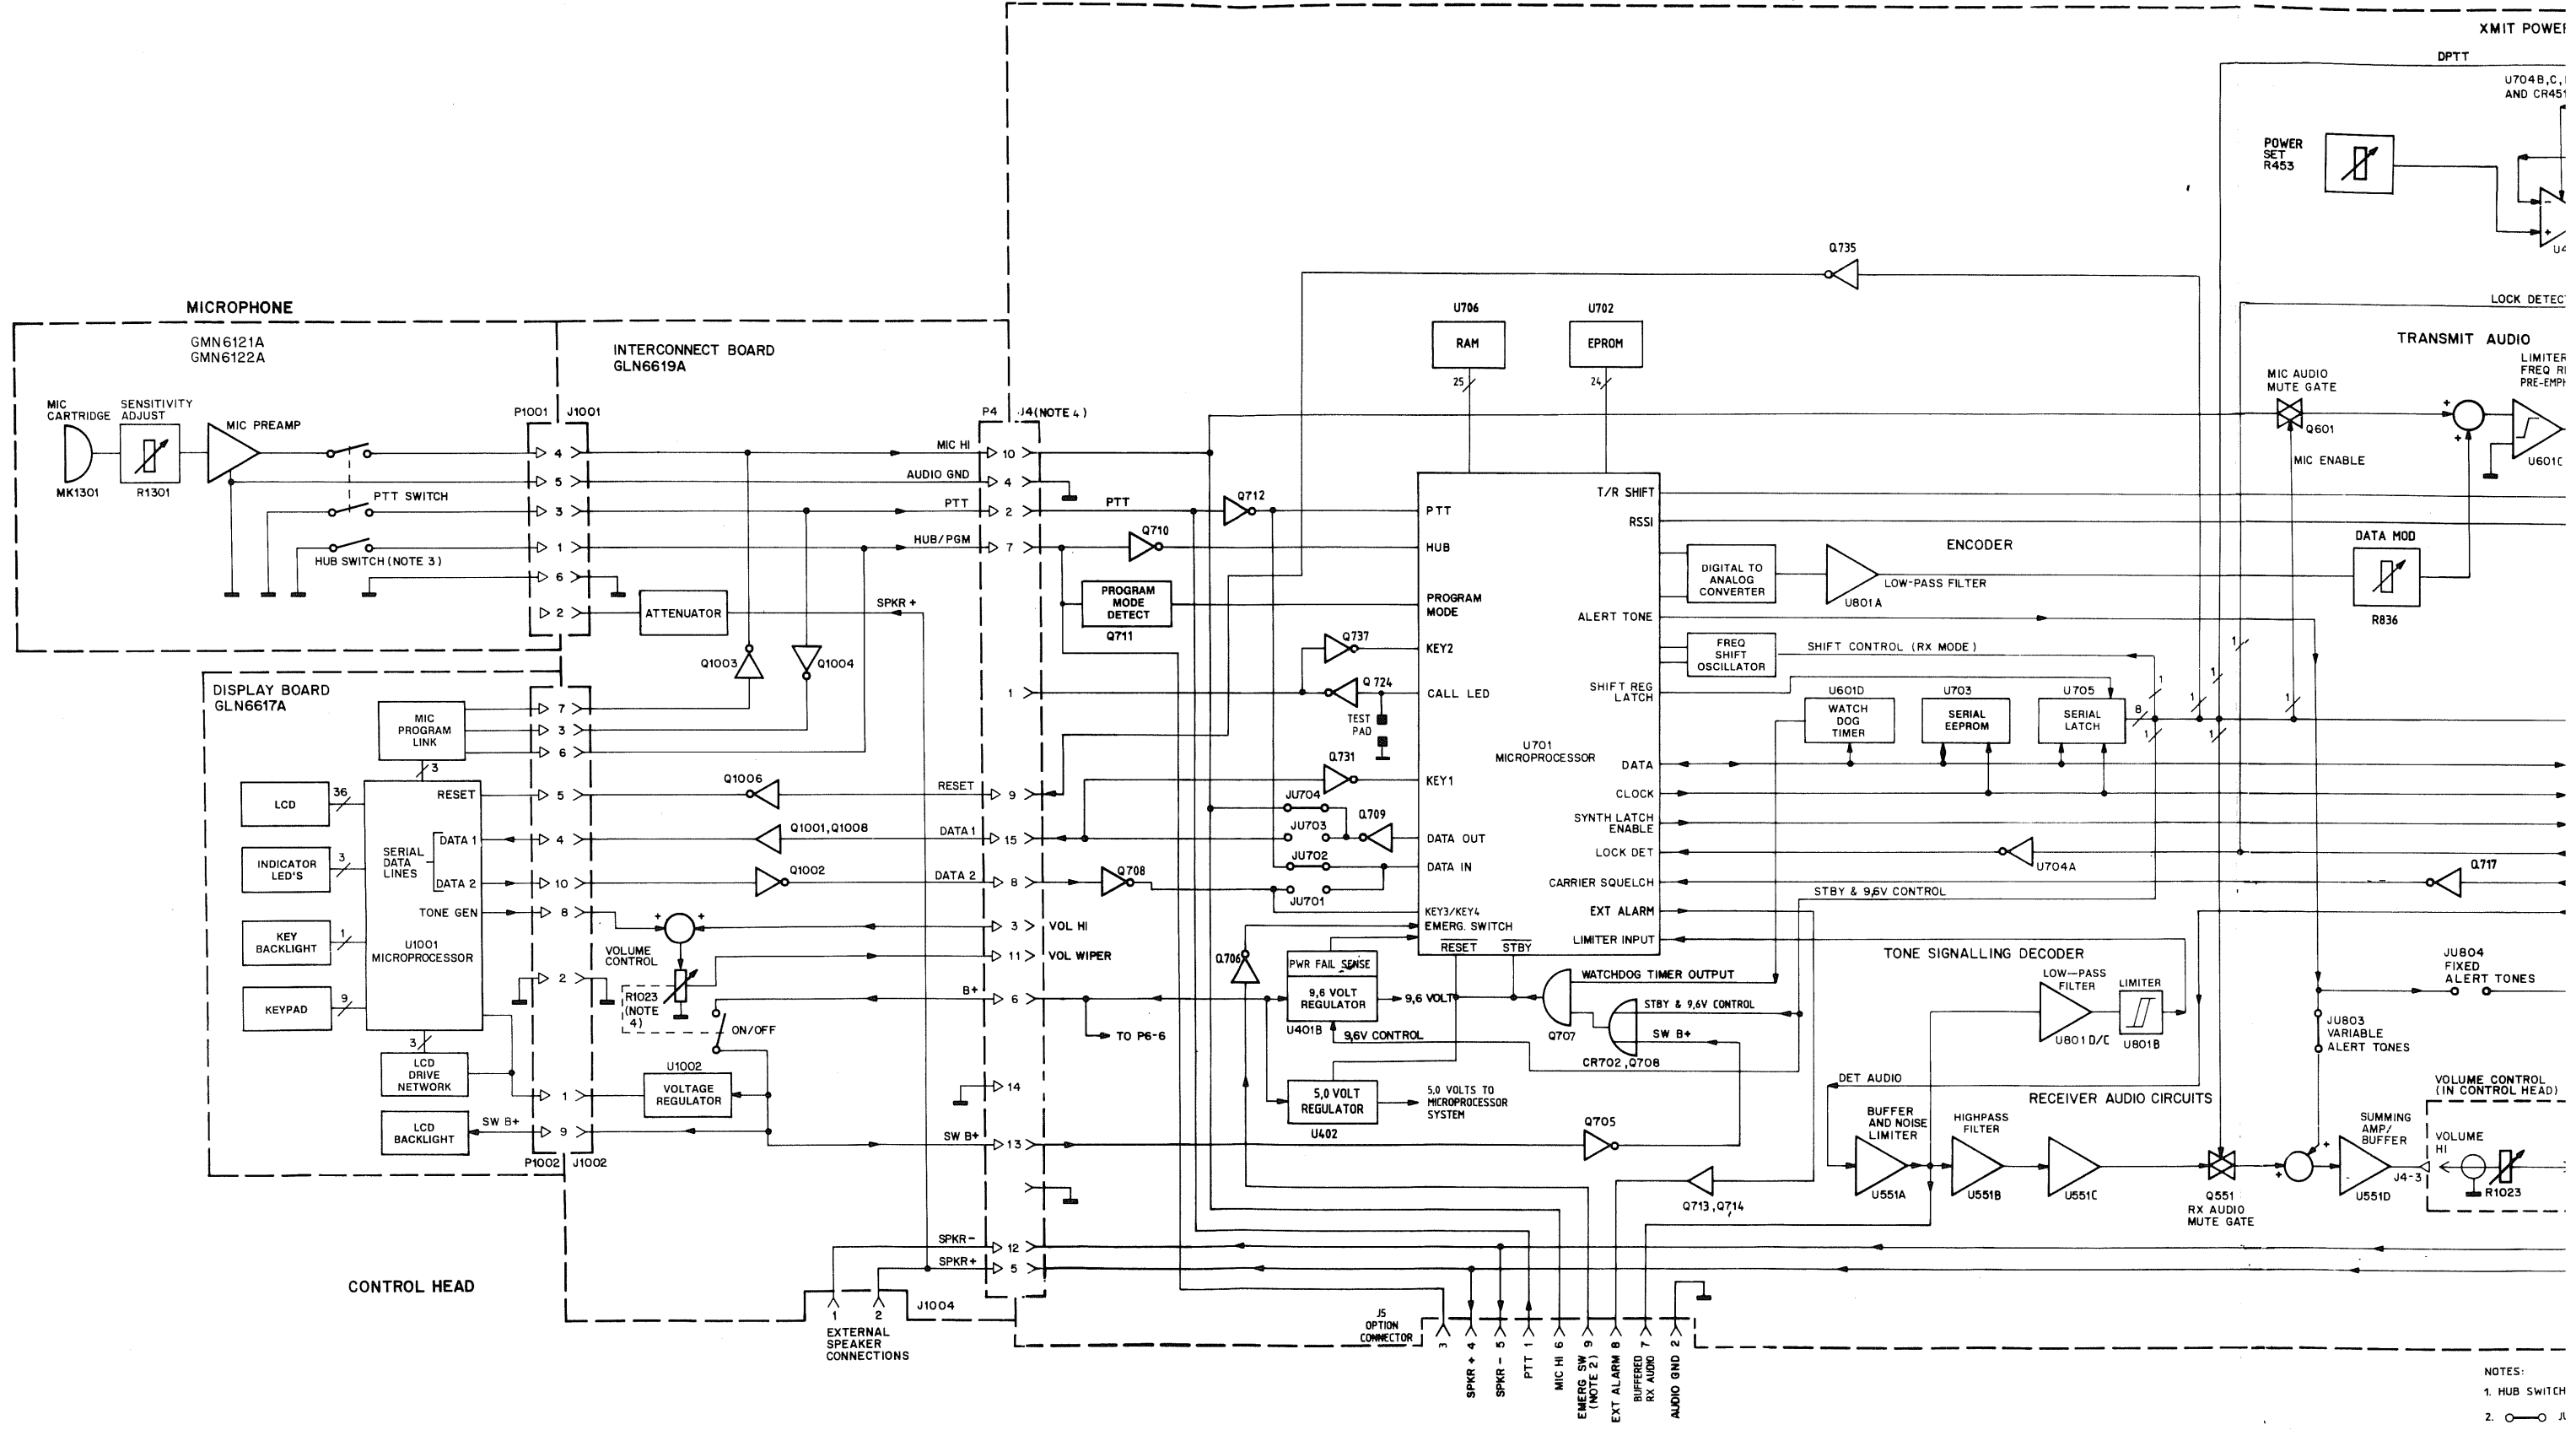 XMIT POWER
DPTT
U704B,C,
AND CR451
POWER
SET
R453
Q735
LOCK DETEC
MICROPHONE
GMN6121A
GMN6122A
INTERCONNECT BOARD
GLN6619A
U706
RAM
25
U702
EPROM
24
TRANSMIT AUDIO
LIMITER
FREQ R
PRE-EMPH
MIC AUDIO
MUTE GATE
Q601
U601C
MIC ENABLE
MIC
CARTRIDGE
SENSITIVITY
ADJUST
MIC PREAMP
MK1301
R1301
PTT SWITCH
HUB SWITCH (NOTE 3)
P1001 J1001
4
5
3
1
6
2
P4 J4 (NOTE 4)
MIC HI 10
AUDIO GND 4
PTT 2 PTT
HUB/PGM 7
SPKR +
ATTENUATOR
Q1003
Q1004
Q712
Q710
PROGRAM
MODE
DETECT
Q711
Q737
Q724
TEST
PAD
Q731
JU704
JU703
Q709
JU702
JU701
Q708
PTT
HUB
PROGRAM
MODE
KEY2
CALL LED
U701
MICROPROCESSOR
KEY1
DATA OUT
DATA IN
KEY3/KEY4
EMERG. SWITCH
RESET
STBY
T/R SHIFT
RSSI
ALERT TONE
SHIFT REG
LATCH
DATA
CLOCK
SYNTH LATCH
ENABLE
LOCK DET
CARRIER SQUELCH
EXT ALARM
LIMITER INPUT
ENCODER
DIGITAL TO
ANALOG
CONVERTER
LOW-PASS FILTER
U801A
DATA MOD
R836
FREQ
SHIFT
OSCILLATOR
SHIFT CONTROL (RX MODE)
U601D
WATCH
DOG
TIMER
U703
SERIAL
EEPROM
U705
SERIAL
LATCH
8
1
1
1
1
1
1
1
U704A
Q717
STBY & 9,6V CONTROL
DISPLAY BOARD
GLN6617A
MIC
PROGRAM
LINK
3
LCD
36
INDICATOR
LED'S
3
KEY
BACKLIGHT
1
KEYPAD
9
RESET
SERIAL
DATA
LINES
DATA 1
DATA 2
TONE GEN
U1001
MICROPROCESSOR
3
LCD
DRIVE
NETWORK
LCD
BACKLIGHT
SW B+
7
3
6
5
4
10
8
2
1
9
P1002 J1002
Q1006
Q1001,Q1008
Q1002
VOLUME
CONTROL
R1023
(NOTE
4)
ON/OFF
U1002
VOLTAGE
REGULATOR
1
RESET 9
DATA 1 15
DATA 2 8
3 VOL HI
11 VOL WIPER
B+ 6
TO P6-6
14
SW B+ 13
SPKR- 12
SPKR+ 5
Q706
PWR FAIL SENSE
9,6 VOLT
REGULATOR
U401B
9,6 VOLT
9,6V CONTROL
5,0 VOLT
REGULATOR
U402
5,0 VOLTS TO
MICROPROCESSOR
SYSTEM
WATCHDOG TIMER OUTPUT
Q707
STBY & 9,6V CONTROL
SW B+
CR702,Q708
Q705
Q713,Q714
TONE SIGNALLING DECODER
LOW-PASS
FILTER
LIMITER
U801D/C
U801B
JU804
FIXED
ALERT TONES
JU803
VARIABLE
ALERT TONES
DET AUDIO
RECEIVER AUDIO CIRCUITS
BUFFER
AND NOISE
LIMITER
U551A
HIGHPASS
FILTER
U551B
U551C
Q551
RX AUDIO
MUTE GATE
SUMMING
AMP/
BUFFER
U551D
J4-3
VOLUME CONTROL
(IN CONTROL HEAD)
VOLUME
HI
R1023
CONTROL HEAD
J1004
1 2
EXTERNAL
SPEAKER
CONNECTIONS
J5
OPTION
CONNECTOR
3
SPKR + 4
SPKR - 5
PTT 1
MIC HI 6
EMERG SW 9
(NOTE 2)
EXT ALARM 8
BUFFERED 7
RX AUDIO
AUDIO GND 2
NOTES:
1. HUB SWITCH
2.